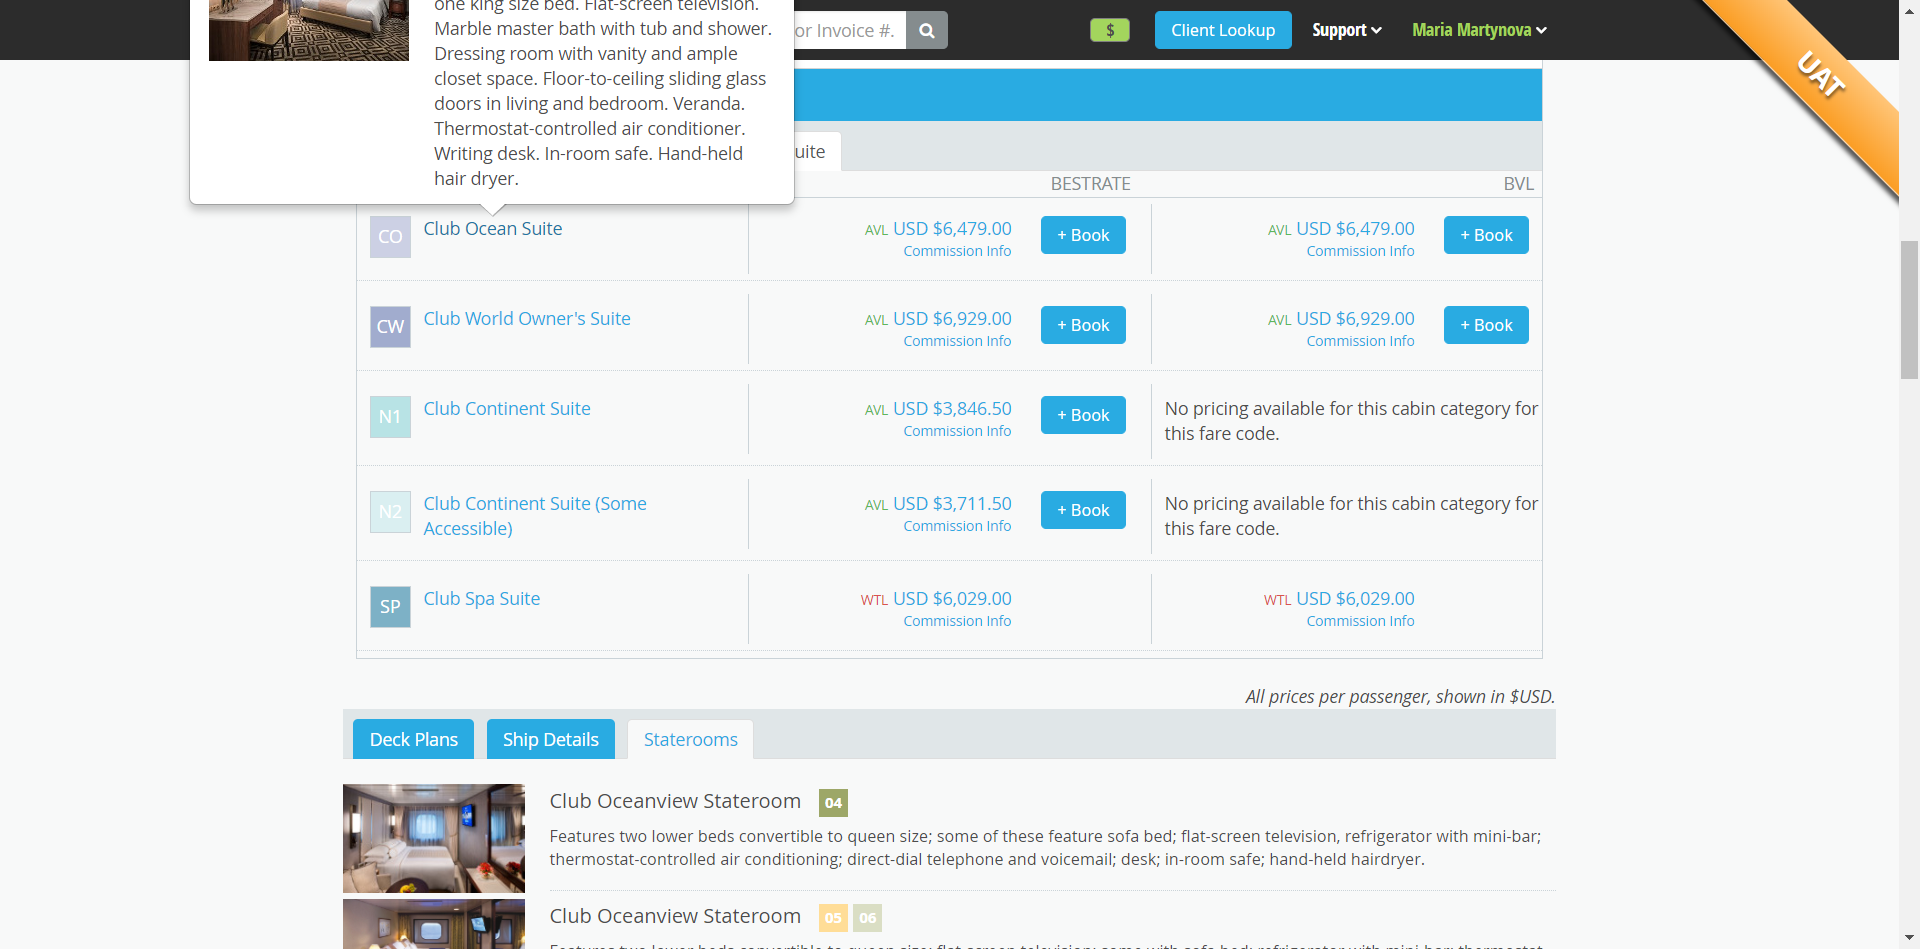 one king size bed. Flat-screen television.
Marble master bath with tub and shower.
Dressing room with vanity and ample
closet space. Floor-to-ceiling sliding glass
doors in living and bedroom. Veranda.
Thermostat-controlled air conditioner.
Writing desk. In-room safe. Hand-held
hair dryer.
or Invoice #.
$
Client Lookup
Support
Maria Martynova
UAT
uite
BESTRATE
BVL
CO
Club Ocean Suite
AVL USD $6,479.00
Commission Info
+ Book
AVL USD $6,479.00
Commission Info
+ Book
CW
Club World Owner's Suite
AVL USD $6,929.00
Commission Info
+ Book
AVL USD $6,929.00
Commission Info
+ Book
N1
Club Continent Suite
AVL USD $3,846.50
Commission Info
+ Book
No pricing available for this cabin category for
this fare code.
N2
Club Continent Suite (Some
Accessible)
AVL USD $3,711.50
Commission Info
+ Book
No pricing available for this cabin category for
this fare code.
SP
Club Spa Suite
WTL USD $6,029.00
Commission Info
WTL USD $6,029.00
Commission Info
All prices per passenger, shown in $USD.
Deck Plans
Ship Details
Staterooms
Club Oceanview Stateroom 04
Features two lower beds convertible to queen size; some of these feature sofa bed; flat-screen television, refrigerator with mini-bar;
thermostat-controlled air conditioning; direct-dial telephone and voicemail; desk; in-room safe; hand-held hairdryer.
Club Oceanview Stateroom 05 06